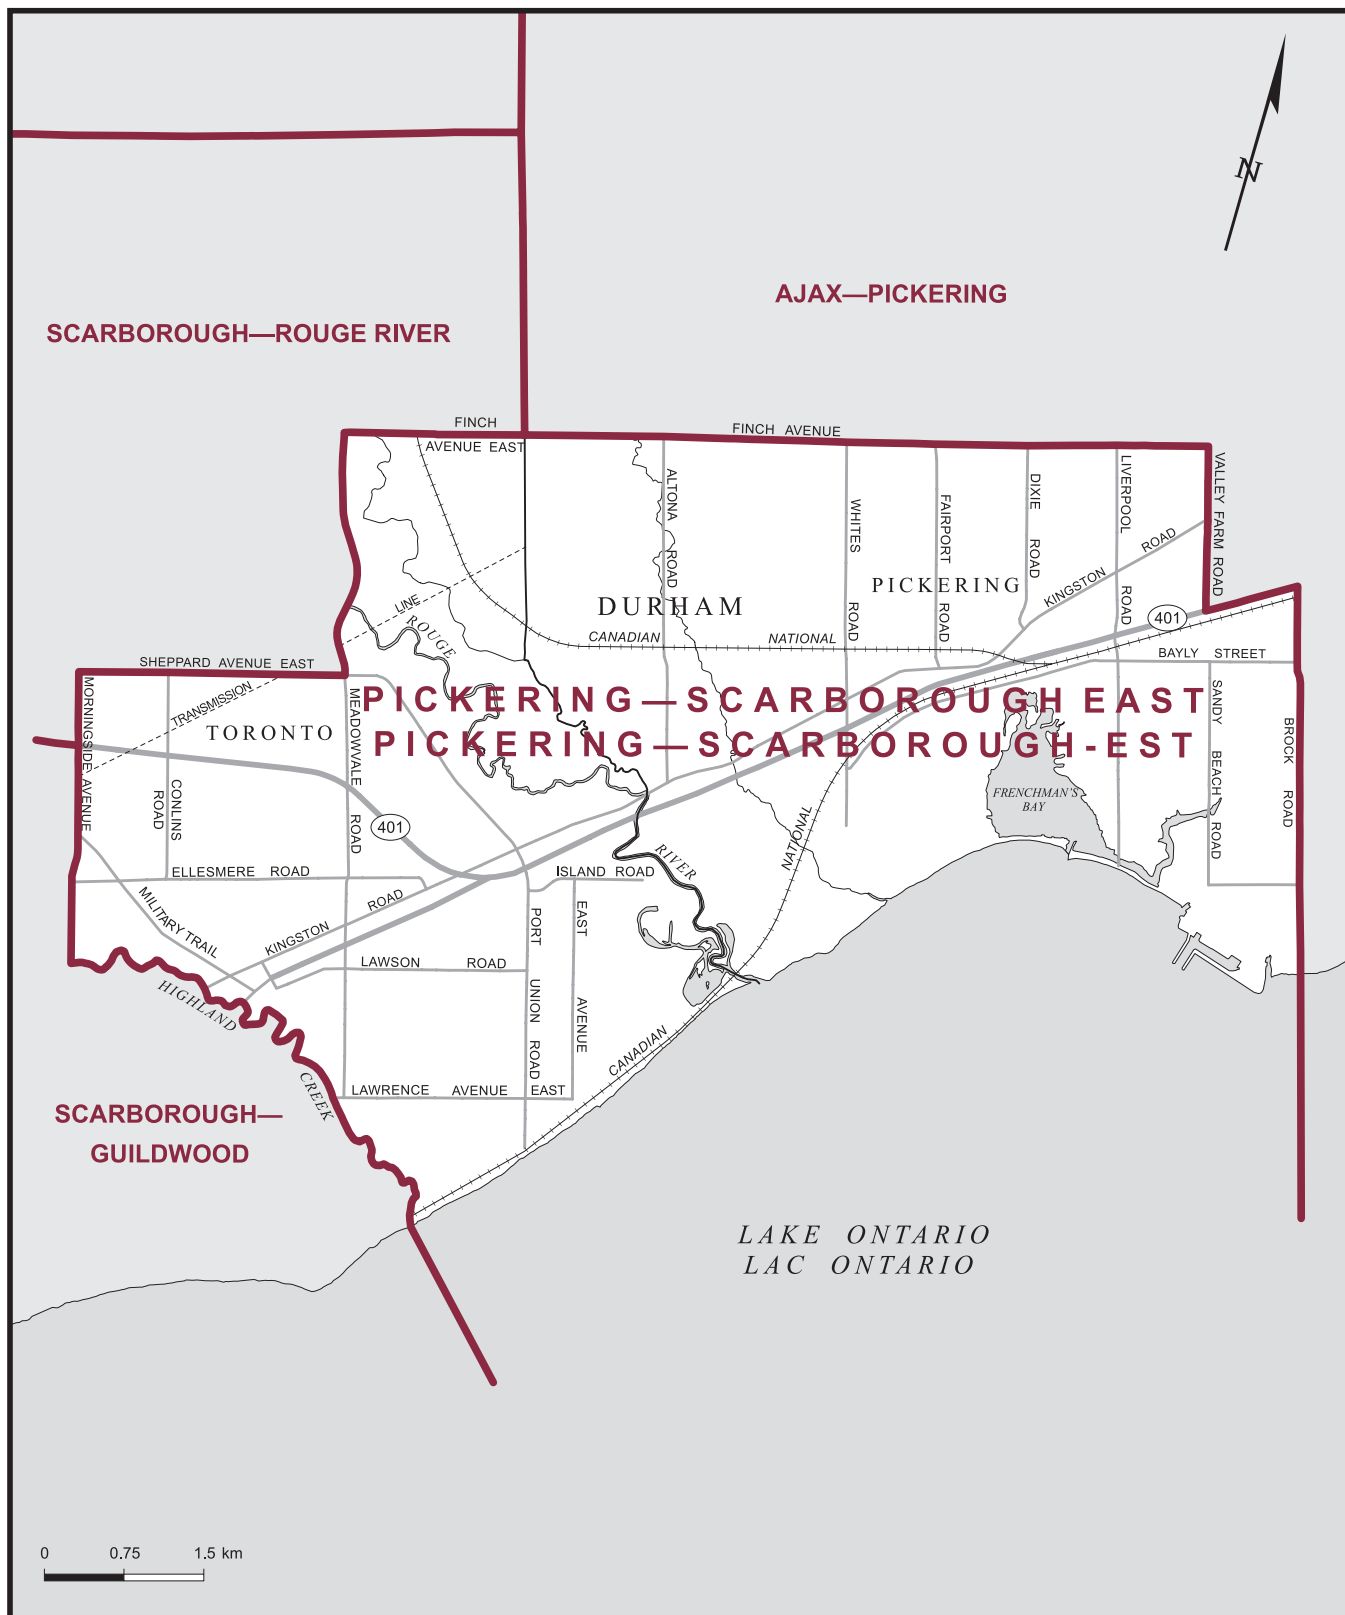 N
AJAX—PICKERING
SCARBOROUGH—ROUGE RIVER
FINCH
AVENUE EAST
FINCH AVENUE
VALLEY FARM ROAD
ALTONA ROAD
WHITES ROAD
FAIRPORT ROAD
DIXIE ROAD
LIVERPOOL ROAD
KINGSTON ROAD
PICKERING
DURHAM
LINE
ROUGE
CANADIAN NATIONAL
401
BAYLY STREET
SHEPPARD AVENUE EAST
TRANSMISSION
TORONTO
PICKERING—SCARBOROUGH EAST
PICKERING—SCARBOROUGH-EST
MORNINGSIDE AVENUE
CONLINS
ROAD
MEADOWVALE ROAD
401
SANDY BEACH ROAD
BROCK ROAD
FRENCHMAN'S
BAY
NATIONAL
RIVER
ISLAND ROAD
ELLESMERE ROAD
MILITARY TRAIL
KINGSTON ROAD
PORT UNION ROAD
EAST AVENUE
LAWSON ROAD
HIGHLAND
CREEK
CANADIAN
LAWRENCE AVENUE EAST
SCARBOROUGH—
GUILDWOOD
LAKE ONTARIO
LAC ONTARIO
0 0.75 1.5 km